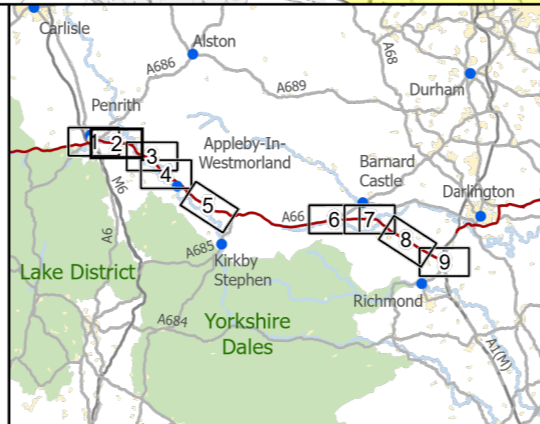 Carlisle
Alston
A68
A686
A689
Durham
Penrith
Appleby-In-
Westmorland
Barnard
Castle
Darlington
1
2
3
4
5
6
7
8
9
M6
A66
A6
A685
Kirkby
Stephen
Lake District
Richmond
A684
Yorkshire
Dales
A1(M)